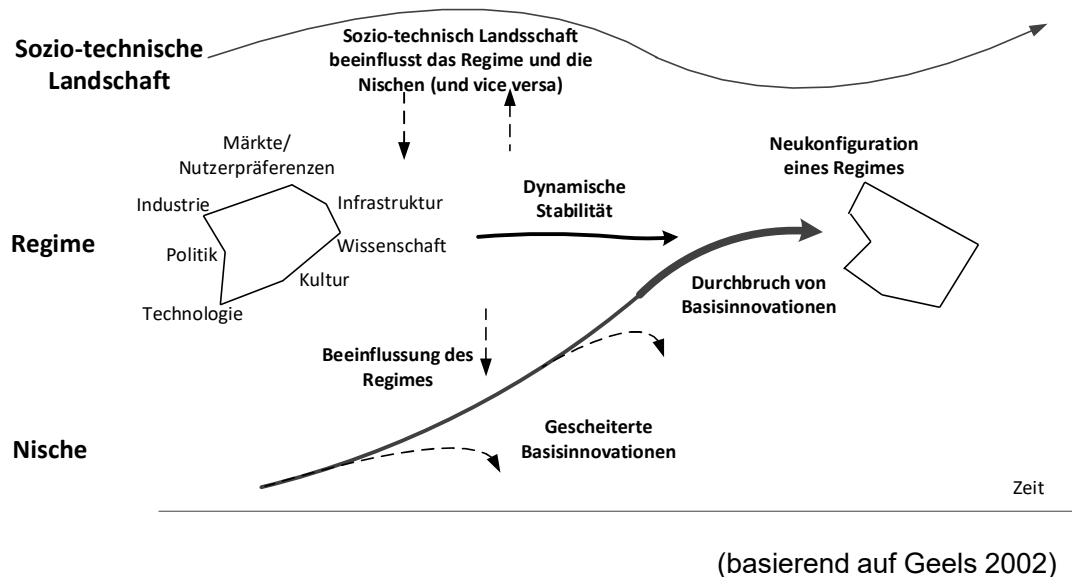 Sozio-technische
Landschaft
Sozio-technisch Landsschaft
beeinflusst das Regime und die
Nischen (und vice versa)
Märkte/
Nutzerpräferenzen
Industrie
Infrastruktur
Politik
Wissenschaft
Kultur
Technologie
Regime
Dynamische
Stabilität
Neukonfiguration
eines Regimes
Durchbruch von
Basisinnovationen
Beeinflussung des
Regimes
Nische
Gescheiterte
Basisinnovationen
Zeit
(basierend auf Geels 2002)